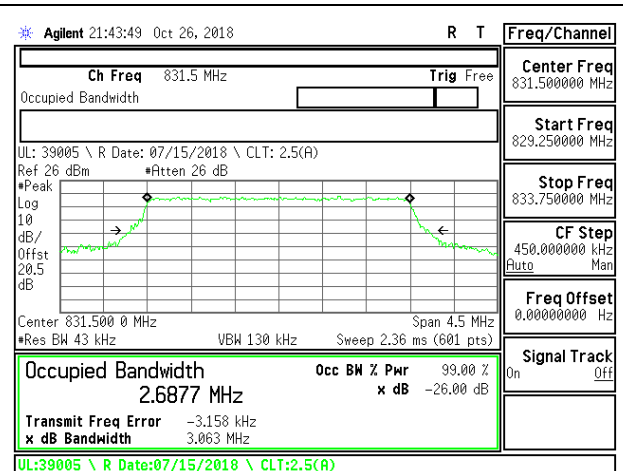 Agilent 21:43:49 Oct 26, 2018 R T Freq/Channel
Ch Freq 831.5 MHz Trig Free
Occupied Bandwidth
Center Freq
831.500000 MHz
Start Freq
829.250000 MHz
UL: 39005 \ R Date: 07/15/2018 \ CLT: 2.5(A)
Ref 26 dBm #Atten 26 dB
#Peak
Log
10
dB/
Offst
20.5
dB
Stop Freq
833.750000 MHz
CF Step
450.000000 kHz
Auto Man
Freq Offset
0.00000000 Hz
Center 831.500 0 MHz Span 4.5 MHz
#Res BW 43 kHz VBW 130 kHz Sweep 2.36 ms (601 pts)
Signal Track
On Off
Occupied Bandwidth Occ BW % Pwr 99.00 %
2.6877 MHz x dB -26.00 dB
Transmit Freq Error -3.158 kHz
x dB Bandwidth 3.063 MHz
UL:39005 \ R Date:07/15/2018 \ CLT:2.5(A)